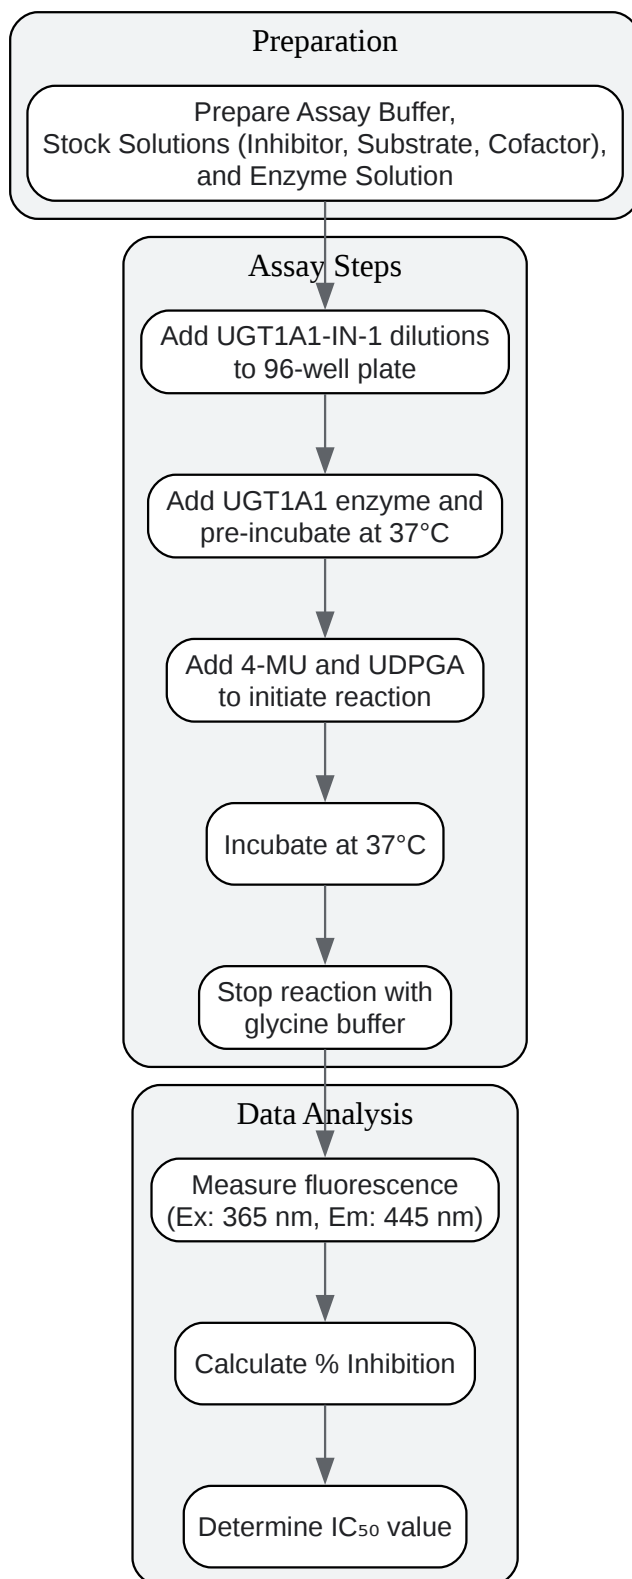 Preparation
Prepare Assay Buffer,
Stock Solutions (Inhibitor, Substrate, Cofactor),
and Enzyme Solution
Assay Steps
Add UGT1A1-IN-1 dilutions
to 96-well plate
Add UGT1A1 enzyme and
pre-incubate at 37°C
Add 4-MU and UDPGA
to initiate reaction
Incubate at 37°C
Stop reaction with
glycine buffer
Data Analysis
Measure fluorescence
(Ex: 365 nm, Em: 445 nm)
Calculate % Inhibition
Determine IC₅₀ value